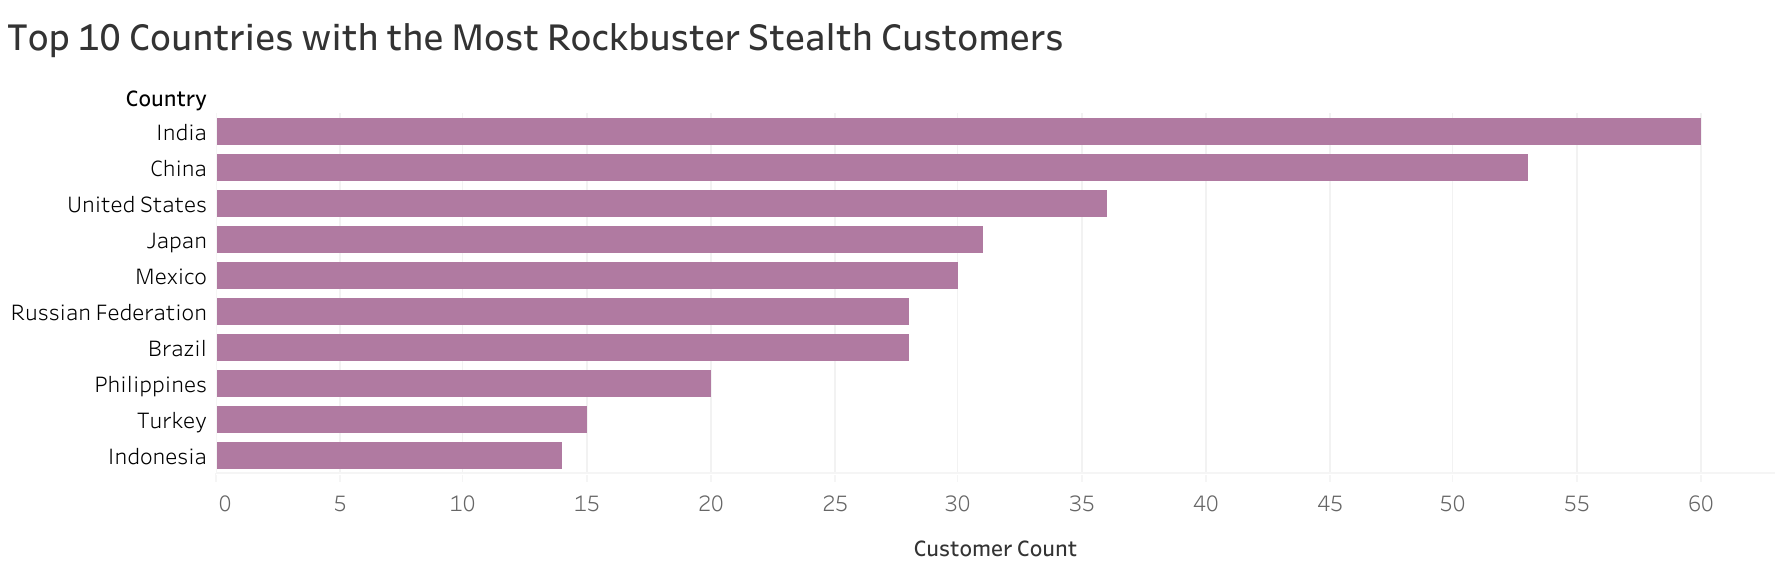 Top 10 Countries with the Most Rockbuster Stealth Customers
Country
India
China
United States
Japan
Mexico
Russian Federation
Brazil
Philippines
Turkey
Indonesia
0 5 10 15 20 25 30 35 40 45 50 55 60
Customer Count